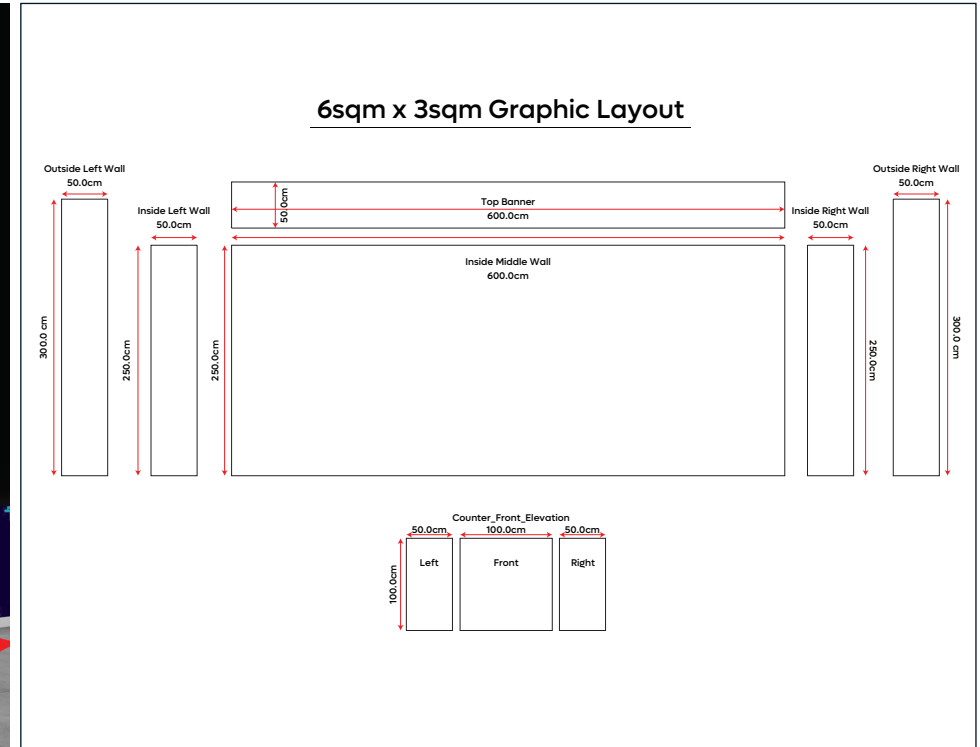 6sqm x 3sqm Graphic Layout
Outside Left Wall
50.0cm
300.0 cm
Inside Left Wall
50.0cm
250.0cm
50.0cm
Top Banner
600.0cm
250.0cm
Inside Middle Wall
600.0cm
Inside Right Wall
50.0cm
250.0cm
Outside Right Wall
50.0cm
300.0 cm
Counter_Front_Elevation
50.0cm 100.0cm 50.0cm
100.0cm
Left Front Right